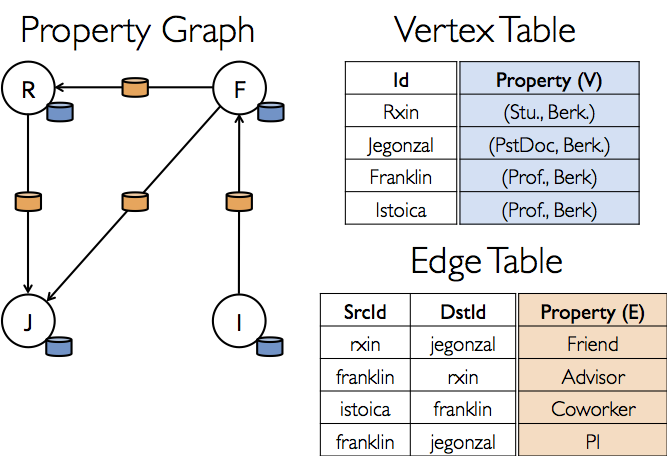 Property Graph
R
F
J
I
Vertex Table
Id Property (V)
Rxin (Stu., Berk.)
Jegonzal (PstDoc, Berk.)
Franklin (Prof., Berk)
Istoica (Prof., Berk)
Edge Table
SrcId DstId Property (E)
rxin jegonzal Friend
franklin rxin Advisor
istoica franklin Coworker
franklin jegonzal PI